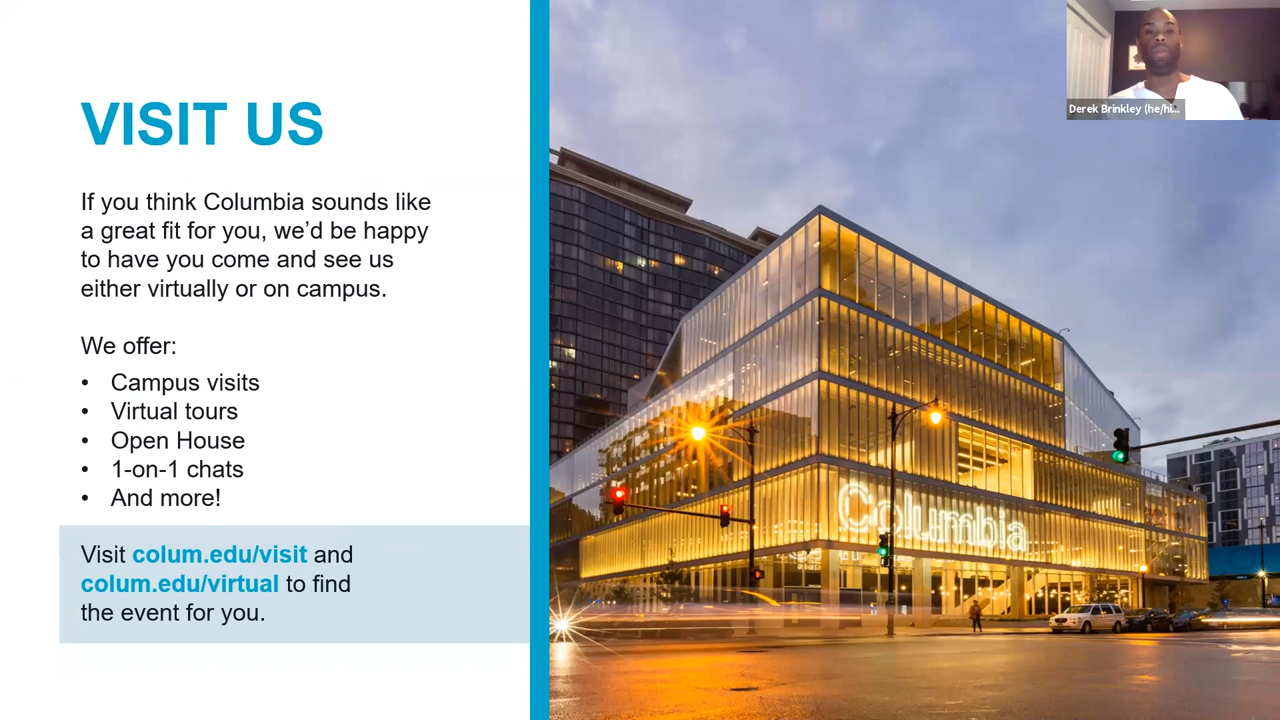 VISIT US
If you think Columbia sounds like
a great fit for you, we’d be happy
to have you come and see us
either virtually or on campus.
We offer:
• Campus visits
• Virtual tours
• Open House
• 1-on-1 chats
• And more!
Visit colum.edu/visit and
colum.edu/virtual to find
the event for you.
Columbia
Derek Brinkley (he/hi...